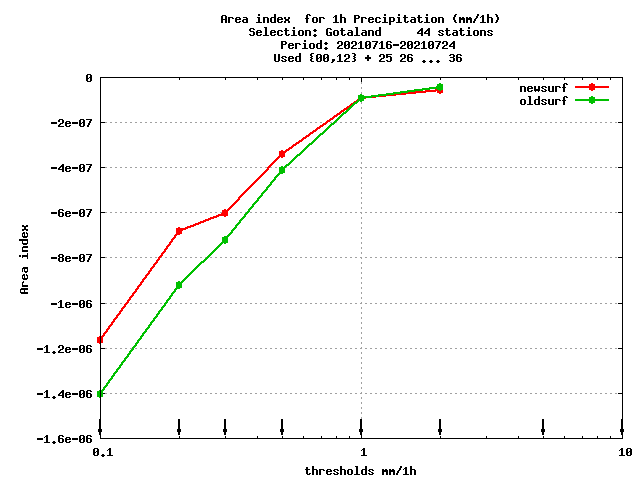 Area index  for 1h Precipitation (mm/1h)
Selection: Gotaland     44 stations
Period: 20210716-20210724
Used {00,12} + 25 26 ... 36
newsurf
oldsurf
0
-2e-07
-4e-07
-6e-07
-8e-07
-1e-06
-1.2e-06
-1.4e-06
-1.6e-06
Area index
0.1 1 10
thresholds mm/1h